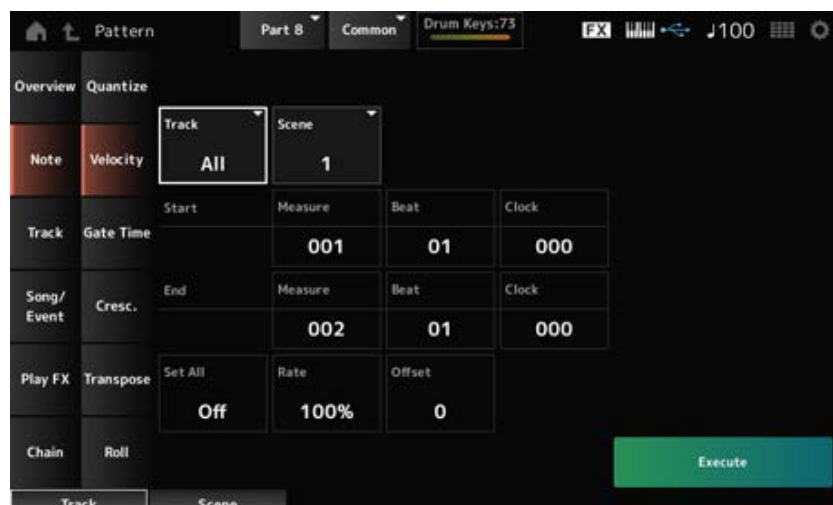 Pattern Part 8 Common Drum Keys:73 FX ♩100
Overview Quantize
Track Scene
Note Velocity All 1
Start Measure Beat Clock
Track Gate Time 001 01 000
End Measure Beat Clock
Song/
Event Cresc. 002 01 000
Play FX Transpose Set All Rate Offset
Off 100% 0
Chain Roll Execute
Track Scene